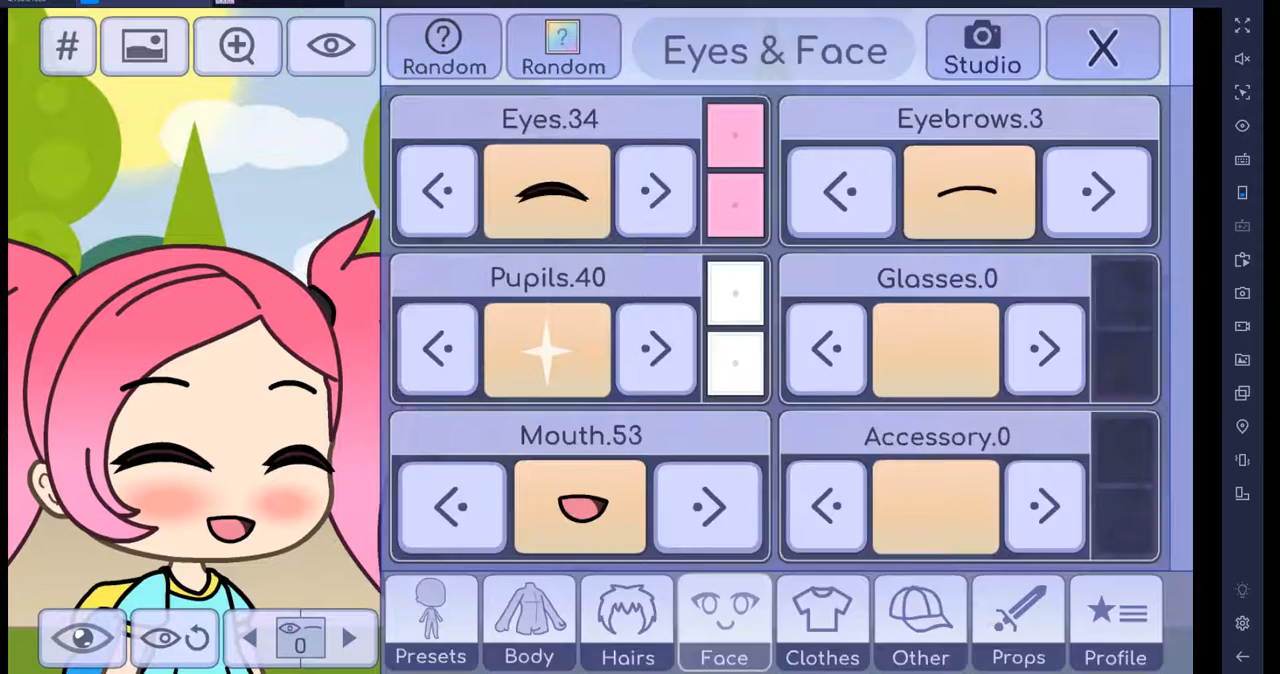 #
? Random
? Random
Eyes & Face
Studio
X
Eyes.34
Eyebrows.3
Pupils.40
Glasses.0
Mouth.53
Accessory.0
0
Presets
Body
Hairs
Face
Clothes
Other
Props
Profile